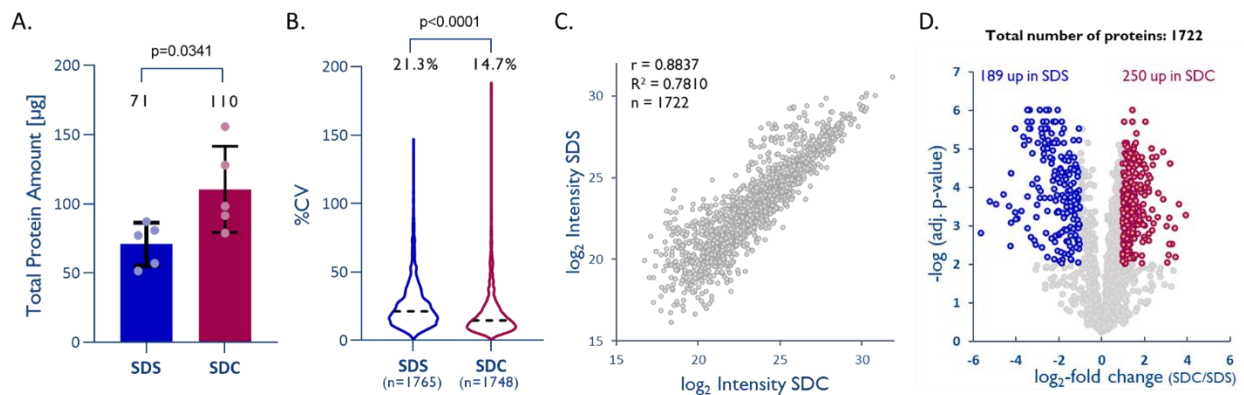 A.
p=0.0341
200
150
100
50
0
71
110
Total Protein Amount [µg]
SDS
SDC
B.
p<0.0001
21.3%
14.7%
200
150
100
50
0
%CV
SDS
(n=1765)
SDC
(n=1748)
C.
r = 0.8837
R² = 0.7810
n = 1722
30
25
20
15
log₂ Intensity SDS
15
20
25
30
log₂ Intensity SDC
D.
Total number of proteins: 1722
189 up in SDS
250 up in SDC
-7
-6
5
4
3
2
1
-log (adj. p-value)
-6
-4
-2
0
2
4
log₂-fold change (SDC/SDS)